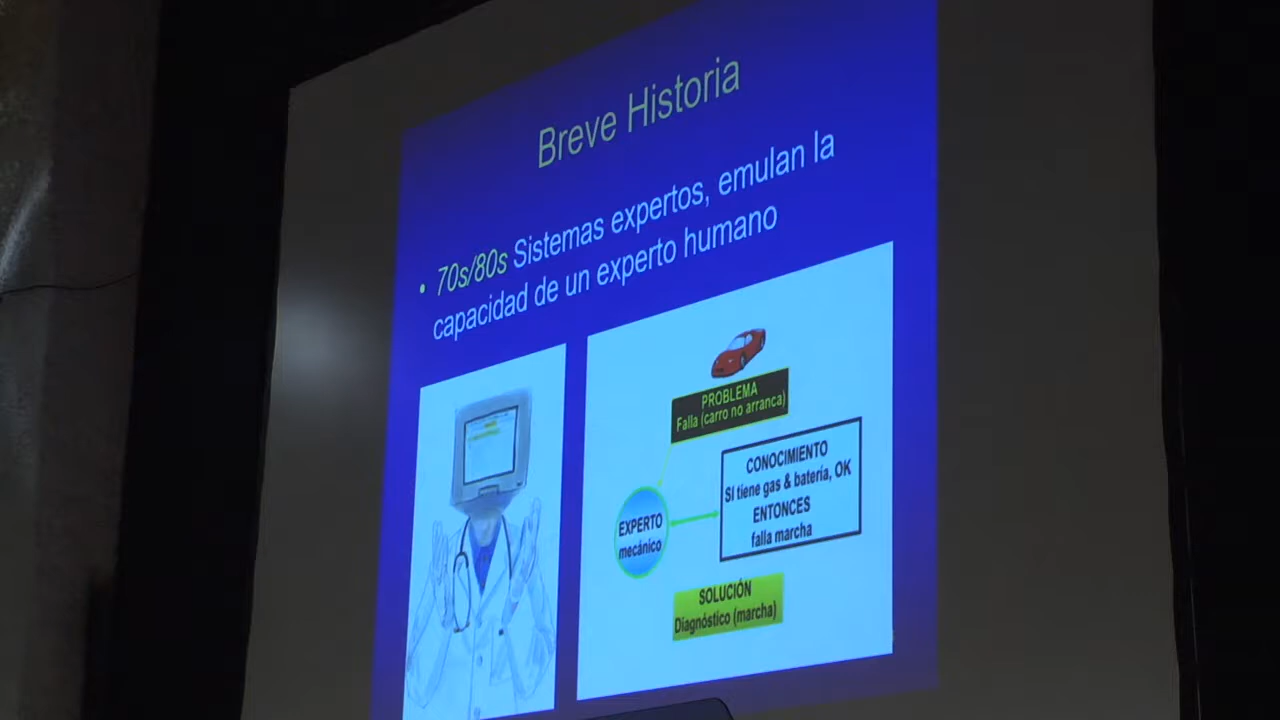 Breve Historia
• 70s/80s Sistemas expertos, emulan la
capacidad de un experto humano
PROBLEMA
Falla (carro no arranca)
CONOCIMIENTO
SI tiene gas & batería, OK
ENTONCES
falla marcha
EXPERTO
mecánico
SOLUCIÓN
Diagnóstico (marcha)